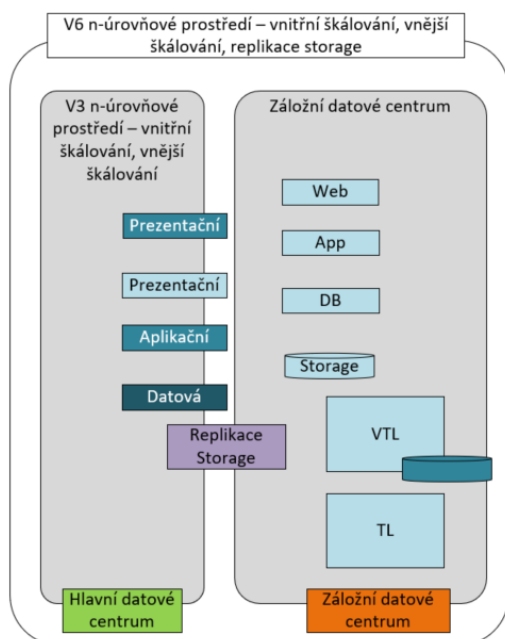 V6 n-úrovňové prostředí – vnitřní škálování, vnější
škálování, replikace storage
V3 n-úrovňové
prostředí – vnitřní
škálování, vnější
škálování
Prezentační
Prezentační
Aplikační
Datová
Replikace
Storage
Hlavní datové
centrum
Záložní datové centrum
Web
App
DB
Storage
VTL
TL
Záložní datové
centrum